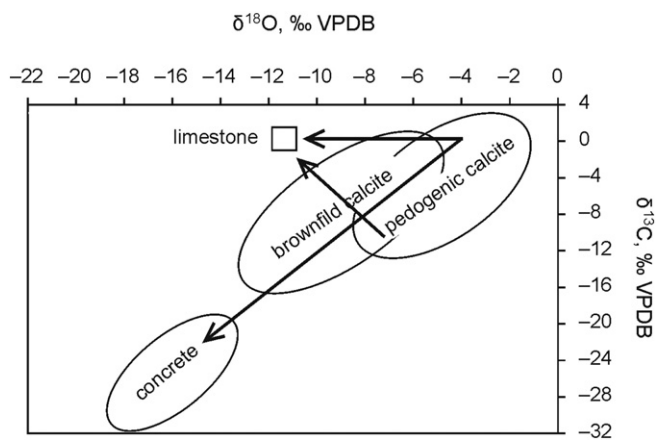 δ18O, ‰ VPDB
–22 –20 –18 –16 –14 –12 –10 –8 –6 –4 –2 0
4
limestone
0
–4
brownfild calcite
pedogenic calcite
–8
–12
–16
–20
–24
concrete
–28
–32
δ13C, ‰ VPDB